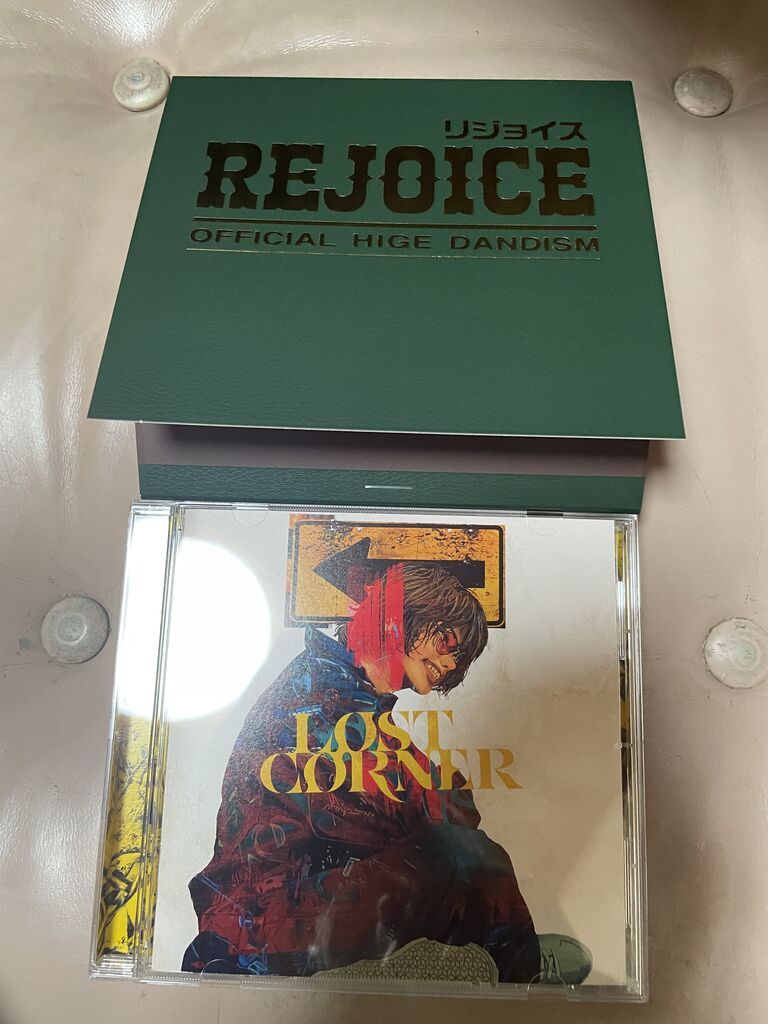 リジョイス
REJOICE
OFFICIAL HIGE DANDISM
LOST
CORNER